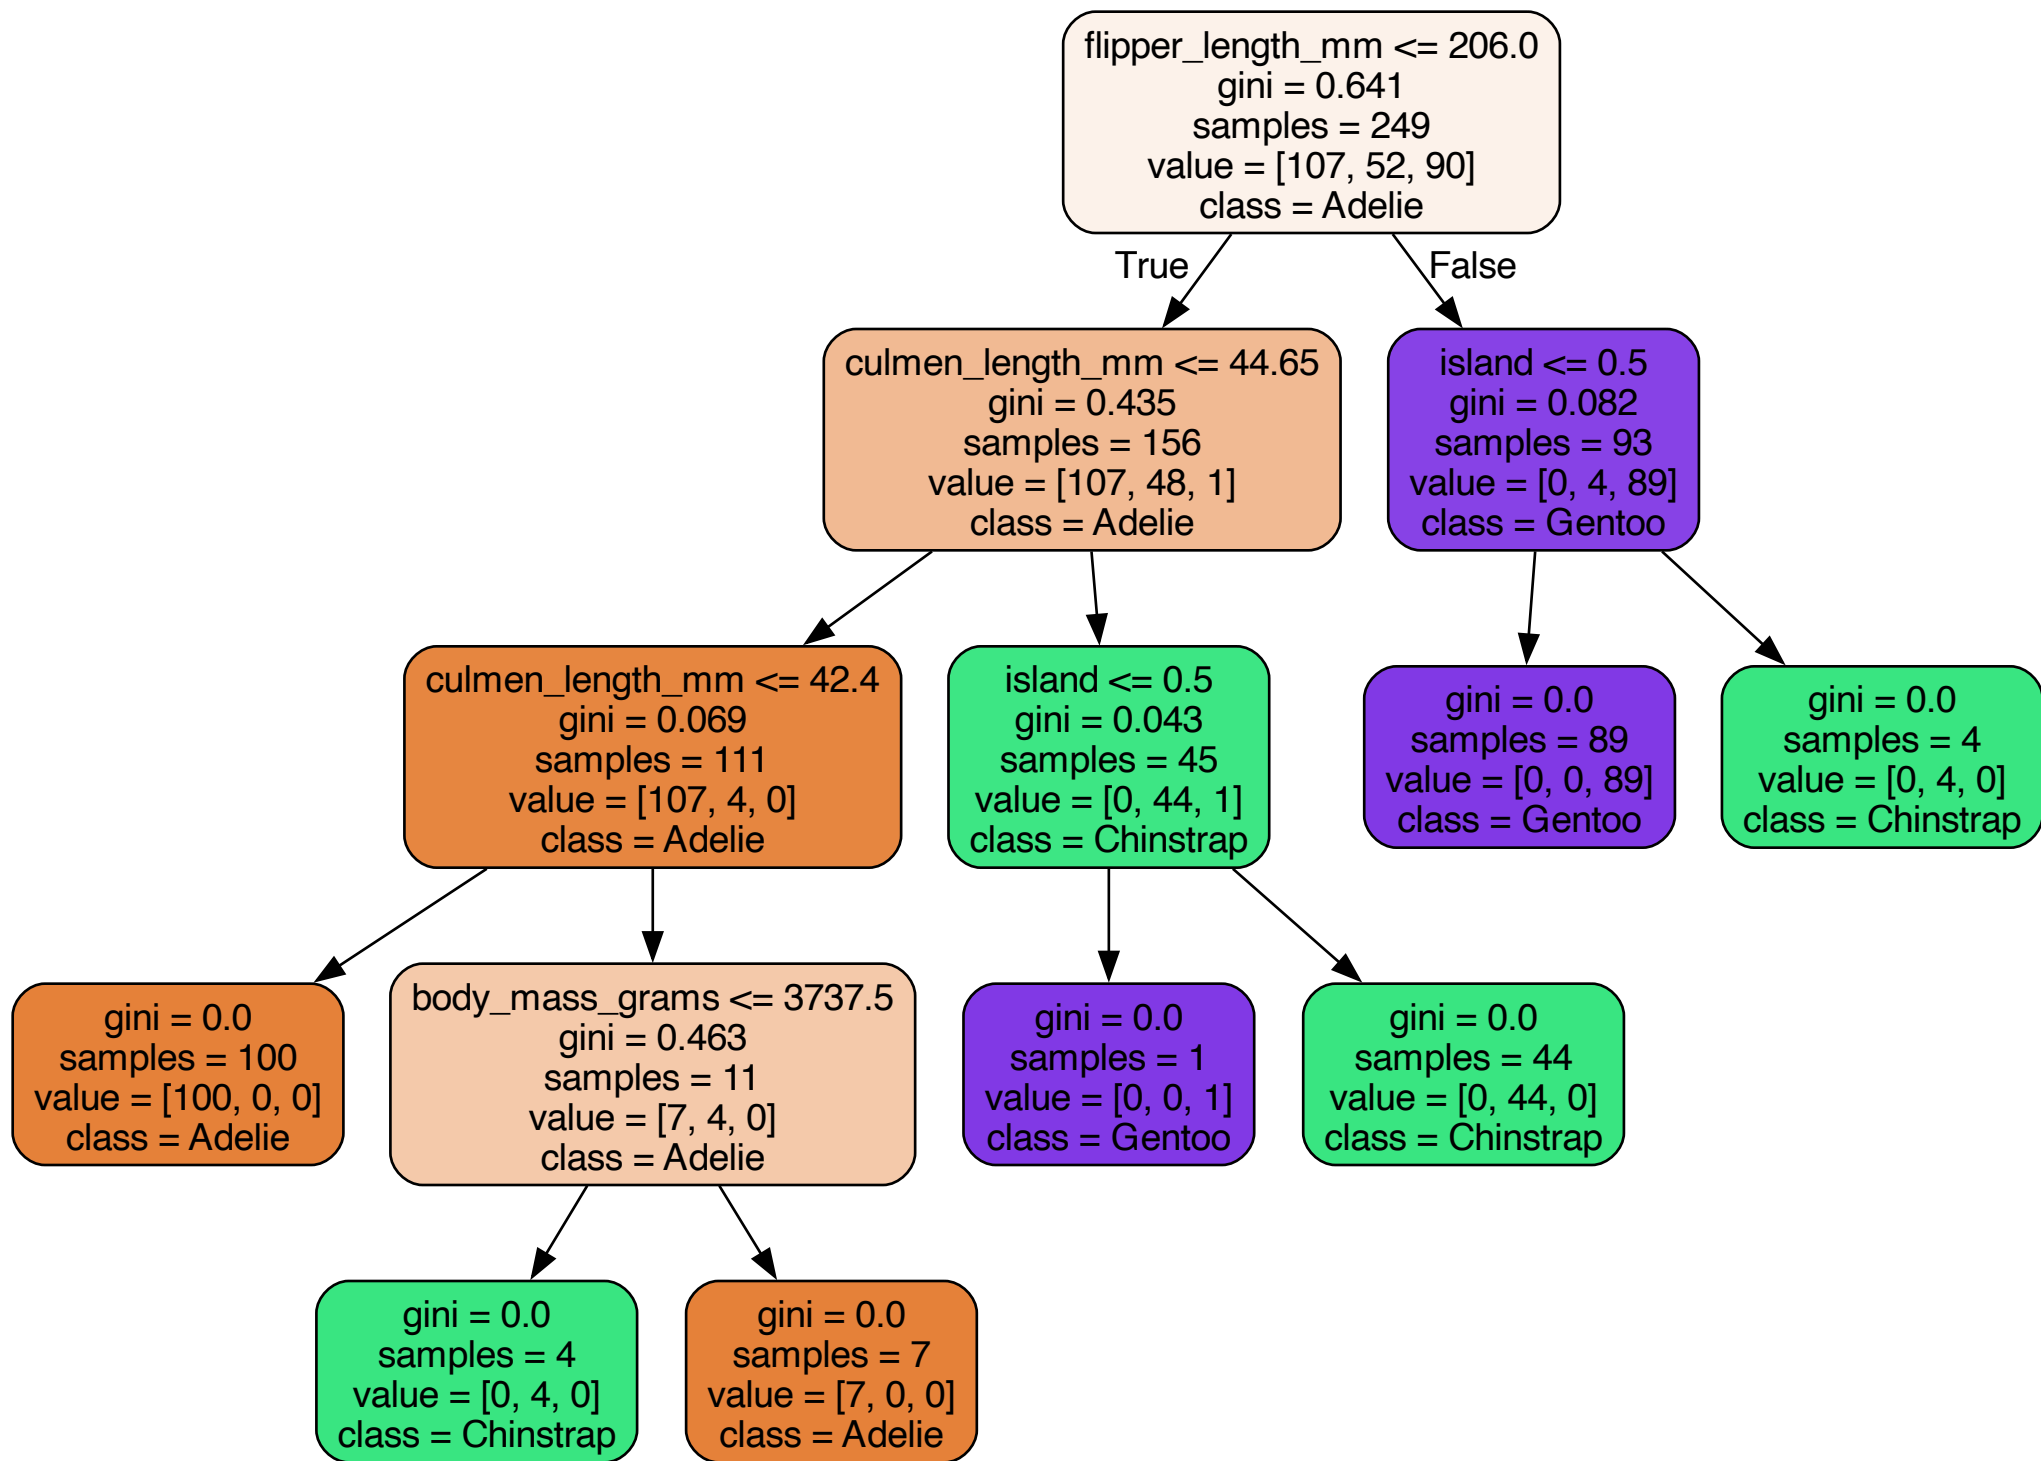 flipper_length_mm <= 206.0
gini = 0.641
samples = 249
value = [107, 52, 90]
class = Adelie
True
False
culmen_length_mm <= 44.65
gini = 0.435
samples = 156
value = [107, 48, 1]
class = Adelie
island <= 0.5
gini = 0.082
samples = 93
value = [0, 4, 89]
class = Gentoo
culmen_length_mm <= 42.4
gini = 0.069
samples = 111
value = [107, 4, 0]
class = Adelie
island <= 0.5
gini = 0.043
samples = 45
value = [0, 44, 1]
class = Chinstrap
gini = 0.0
samples = 89
value = [0, 0, 89]
class = Gentoo
gini = 0.0
samples = 4
value = [0, 4, 0]
class = Chinstrap
gini = 0.0
samples = 100
value = [100, 0, 0]
class = Adelie
body_mass_grams <= 3737.5
gini = 0.463
samples = 11
value = [7, 4, 0]
class = Adelie
gini = 0.0
samples = 1
value = [0, 0, 1]
class = Gentoo
gini = 0.0
samples = 44
value = [0, 44, 0]
class = Chinstrap
gini = 0.0
samples = 4
value = [0, 4, 0]
class = Chinstrap
gini = 0.0
samples = 7
value = [7, 0, 0]
class = Adelie